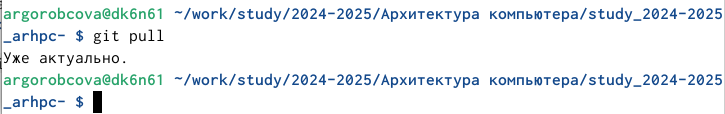 argorobcova@dk6n61 ~/work/study/2024-2025/Архитектура компьютера/study_2024-2025
_arhpc- $ git pull
Уже актуально.
argorobcova@dk6n61 ~/work/study/2024-2025/Архитектура компьютера/study_2024-2025
_arhpc- $